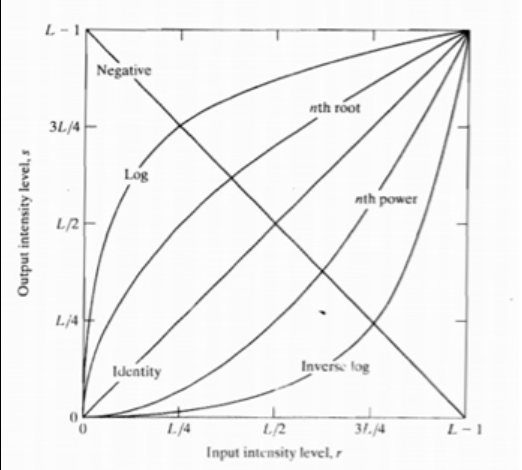 L − 1
Negative
nth root
3L/4
Log
Output intensity level, s
nth power
L/2
L/4
Identity
Inverse log
0
0
L/4
L/2
3L/4
L − 1
Input intensity level, r